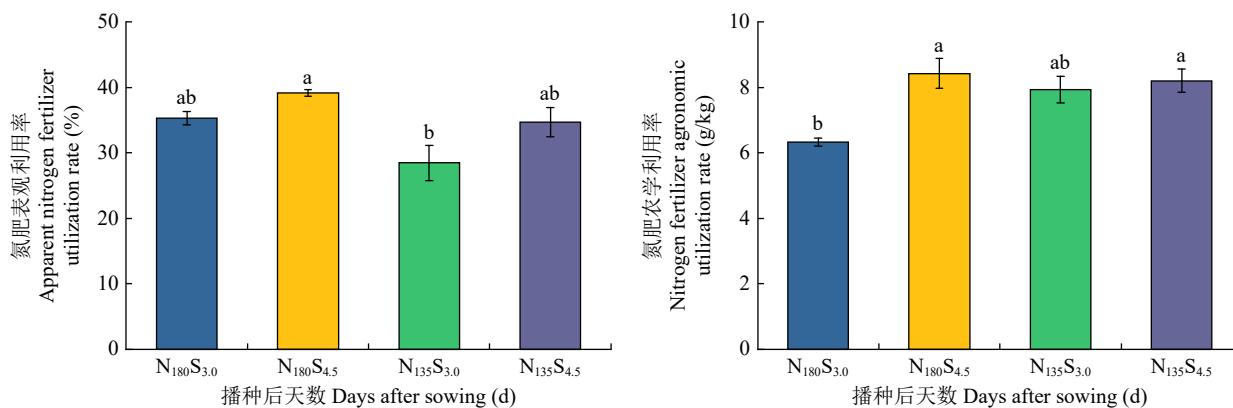 氮肥表观利用率
Apparent nitrogen fertilizer
utilization rate (%)
50
40
30
20
10
0
ab
a
b
ab
N₁₈₀S₃.₀
N₁₈₀S₄.₅
N₁₃₅S₃.₀
N₁₃₅S₄.₅
播种后天数 Days after sowing (d)
氮肥农学利用率
Nitrogen fertilizer agronomic
utilization rate (g/kg)
10
8
6
4
2
0
b
a
ab
a
N₁₈₀S₃.₀
N₁₈₀S₄.₅
N₁₃₅S₃.₀
N₁₃₅S₄.₅
播种后天数 Days after sowing (d)